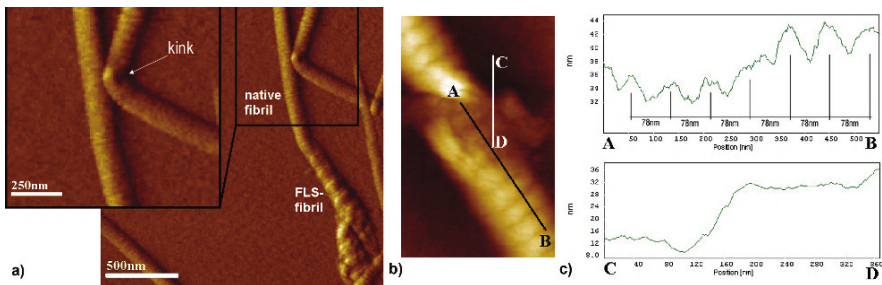 kink
native
fibril
250nm
FLS-
fibril
500nm
a)
A
C
D
B
b)
44
42
40
38
36
34
32
nm
78nm 78nm 78nm 78nm 78nm 78nm
50 100 150 200 250 300 350 400 450 500
Position [nm]
A B
36
32
28
24
20
16
12
8.0
nm
40 80 120 160 200 240 280 320 360
Position [nm]
C D
c)